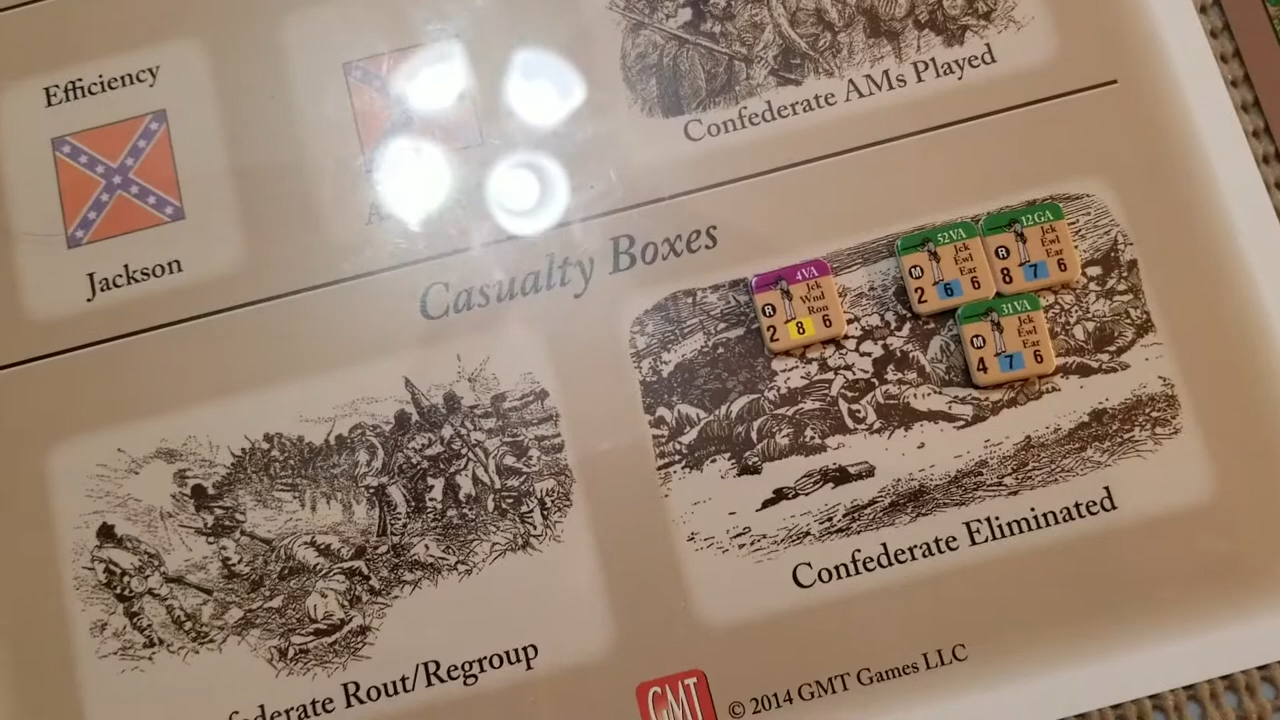 Efficiency
Jackson
Confederate AMs Played
Casualty Boxes
4VA
Jck
Wnd
Ron
R
2 8 6
52VA
Jck
Ewl
Ear
M
2 6 6
12GA
Jck
Ewl
Ear
R
8 7 6
31VA
Jck
Ewl
Ear
M
4 7 6
Confederate Eliminated
federate Rout/Regroup
GMT
© 2014 GMT Games LLC